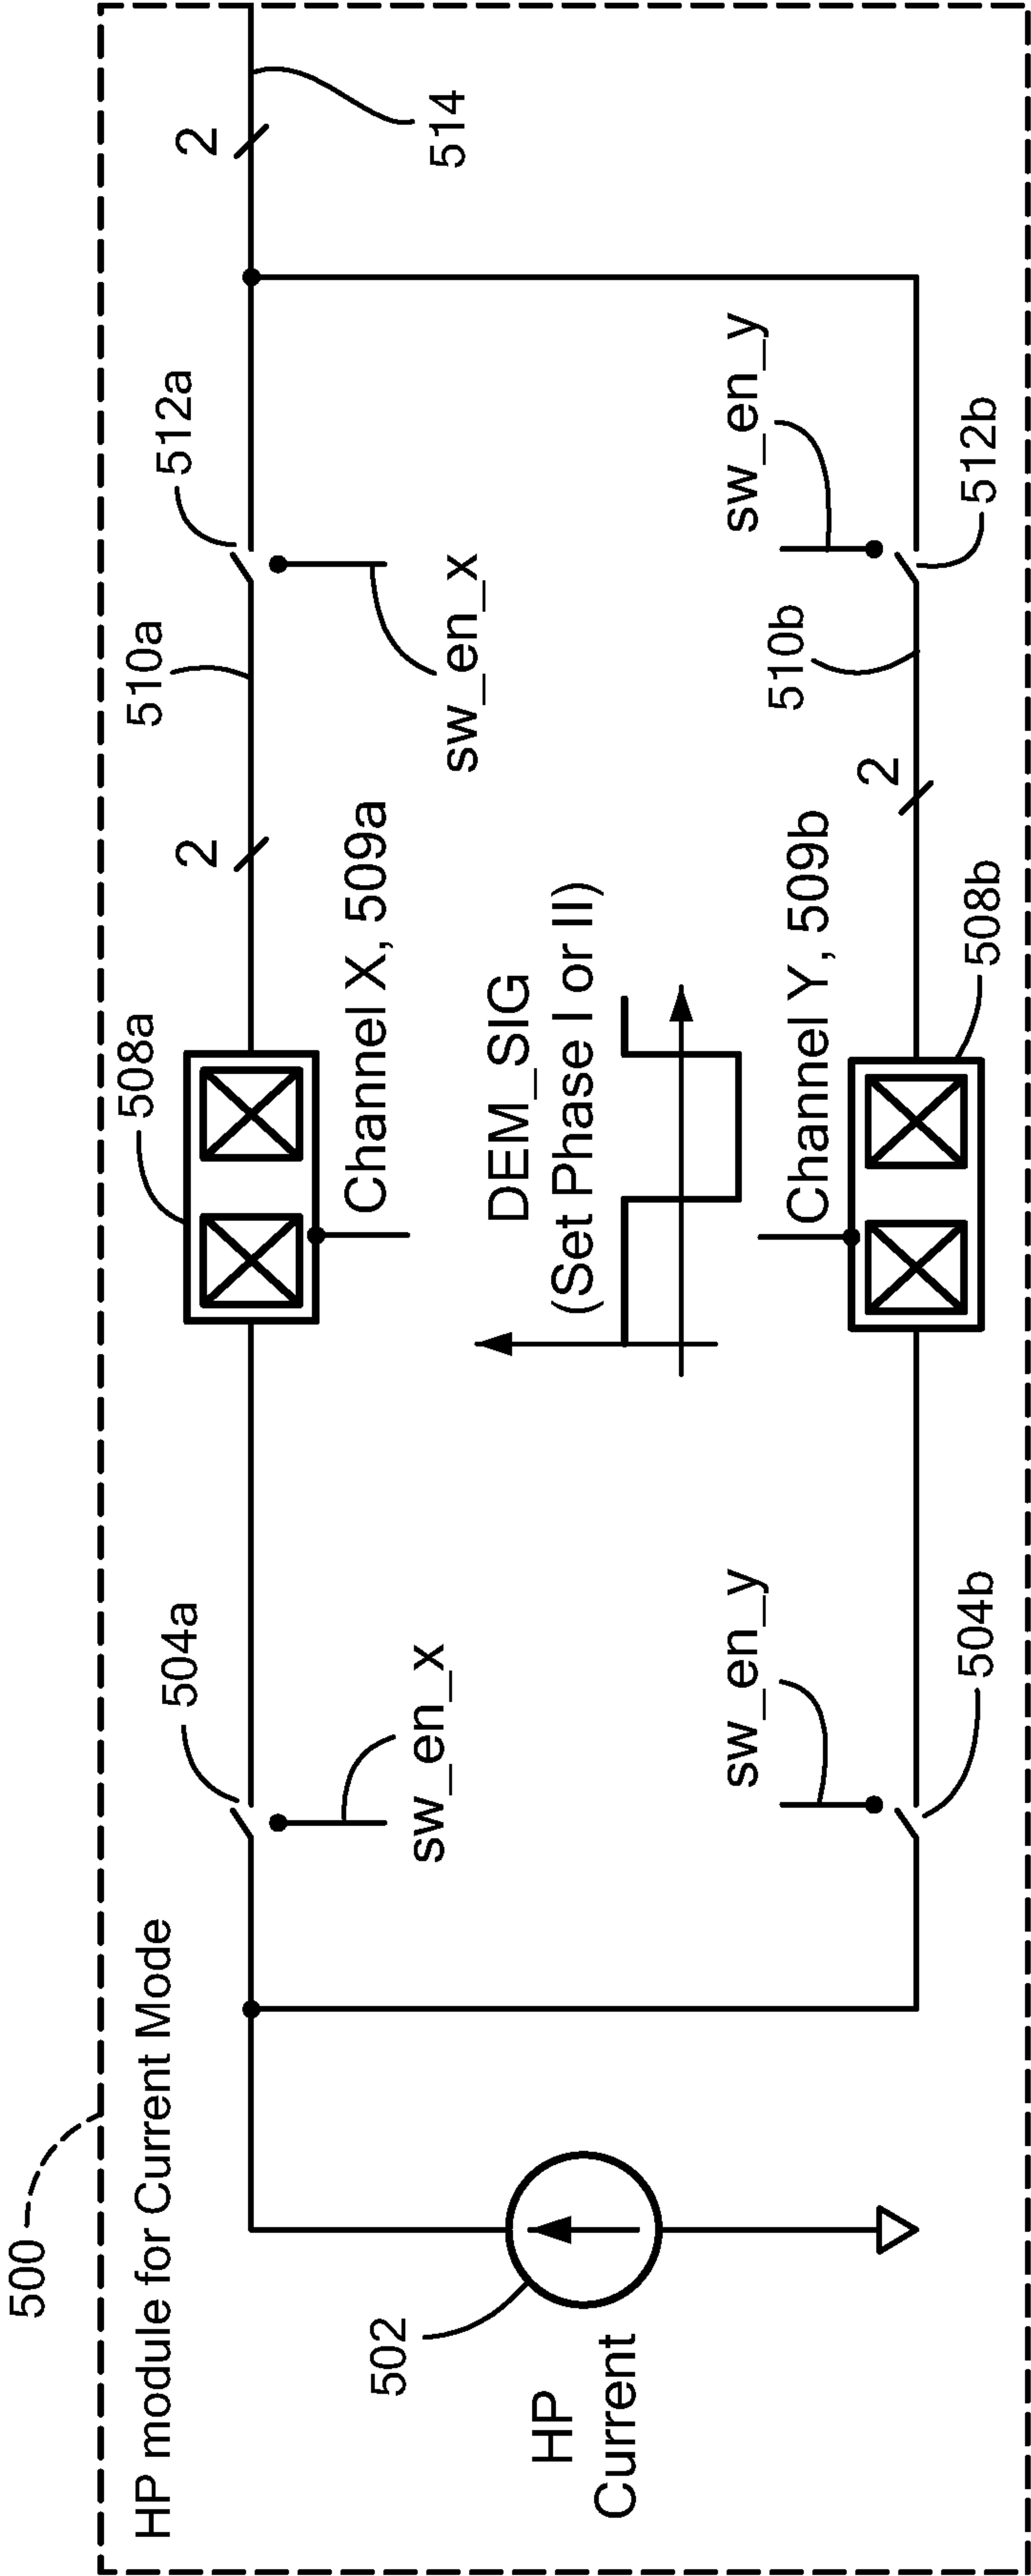 500
HP module for Current Mode
504a
508a
510a
512a
2
2
sw_en_x
Channel X, 509a
sw_en_x
514
502
HP
Current
DEM_SIG
(Set Phase I or II)
sw_en_y
Channel Y, 509b
510b
sw_en_y
2
504b
508b
512b